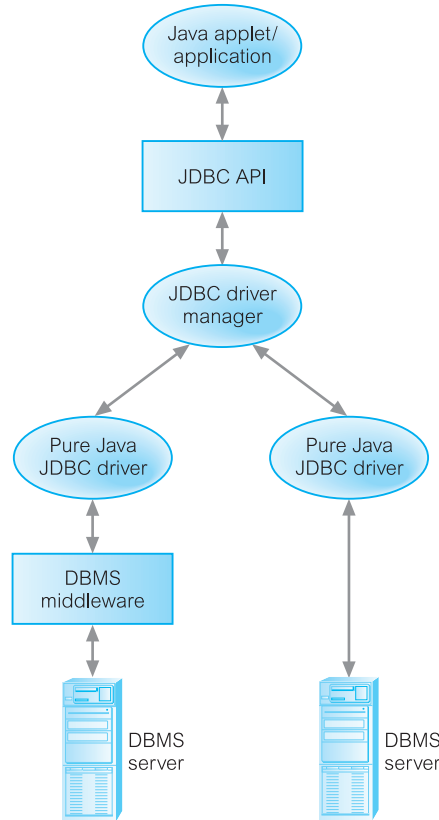 Java applet/
application
JDBC API
JDBC driver
manager
Pure Java
JDBC driver
Pure Java
JDBC driver
DBMS
middleware
DBMS
server
DBMS
server